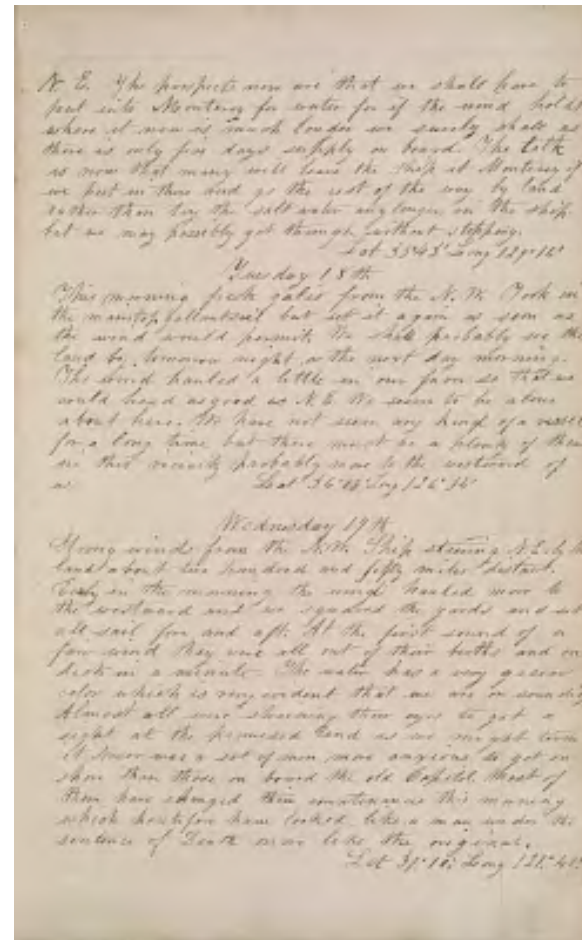 N. E. The prospects now are that we shall have to
put into Monterey for water for if the wind holds
where it now is much longer we surely shall as
there is only five days supply on board. The talk
is now that many will leave the ship at Monterey if
we put in there and go the rest of the way by land
rather than try the salt water any longer in the ship
but we may possibly get through without stopping.
Lat 35°43' Long 129°16'
Tuesday 18th
This morning fresh gales from the N. W. Took in
the maintopgallantsail but set it again as soon as
the wind would permit. We shall probably see the
land by tomorrow night or the next day morning.
The wind hauled a little in our favor so that we
could head as good as N.E. We seem to be alone
about here. We have not seen any kind of a vessel
for a long time but there must be a plenty of them
in this vicinity probably more to the westward of
us Lat 36° Long 126°
Wednesday 19th
Strong winds from the N.W. Ship steering N.E. by
land about two hundred and fifty miles distant.
Early in the morning the wind hauled more to
the westward and we squared the yards and set
all sail fore and aft. At the first sound of a
fair wind they were all out of their births and on
deck in a minute. The water has a very green
color which is very evident that we are on soundings
Almost all were straining their eyes to get a
sight at the promised land as we might term
it Never was a set of men more anxious to get on
shore than those on board the old Capitol. Most of
them have changed their countenances this morning
which heretofore have looked like a man under the
sentence of Death now like the original.
Lat Long